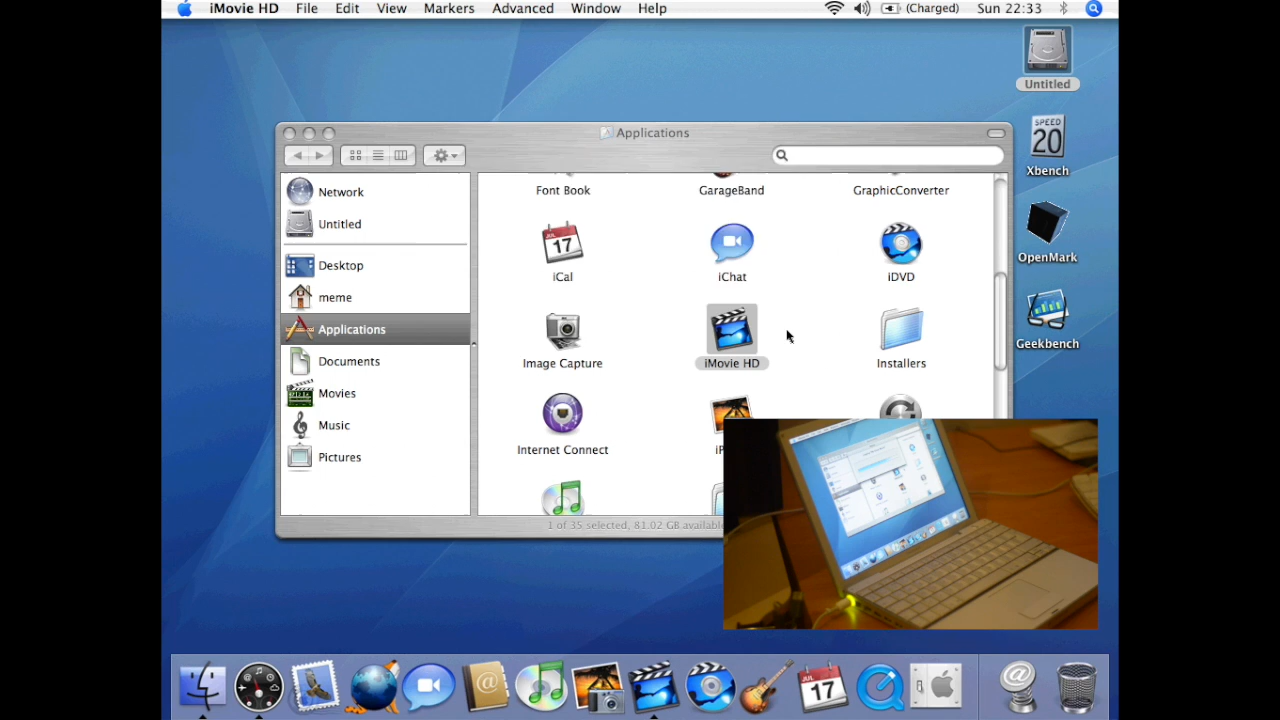 iMovie HD File Edit View Markers Advanced Window Help (Charged) Sun 22:33
Untitled
Applications
SPEED
20
Xbench
Network
Font Book GarageBand GraphicConverter
Untitled
OpenMark
Desktop
17
iCal iChat iDVD
meme
Applications
Geekbench
Documents
Image Capture iMovie HD Installers
Movies
Music
Internet Connect
Pictures
1 of 35 selected, 81.02 GB available
17